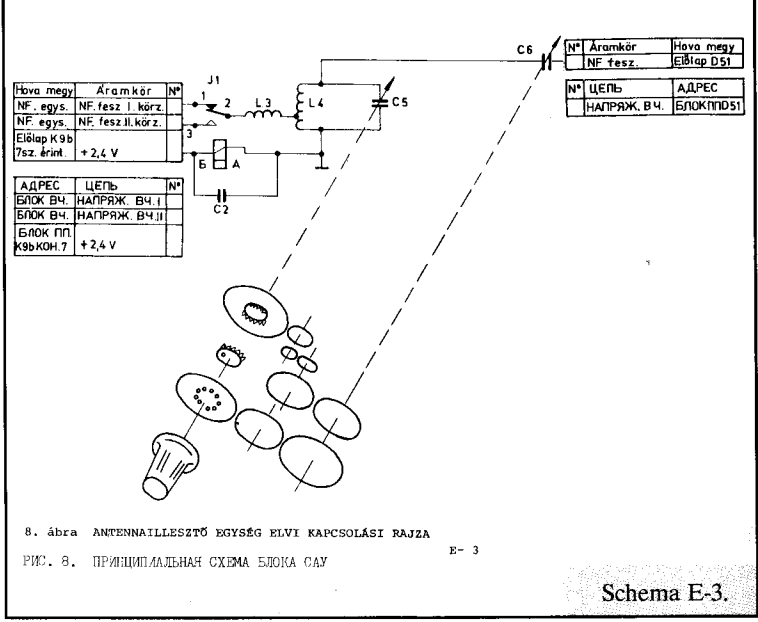 C6
N° Áramkör Hova megy
NF fesz. Előlap D51
N° ЦЕПЬ АДРЕС
НАПРЯЖ. ВЧ. БЛОК ПП D51
J1
Hova megy Áramkör N°
NF. egys. NF. fesz I. körz.
NF. egys. NF. fesz.II.körz.
Előlap K9b
7sz. érint. +2,4 V
1
2
3
L3
L4
C5
Б
А
C2
АДРЕС ЦЕПЬ N°
БЛОК ВЧ. НАПРЯЖ. ВЧ.I
БЛОК ВЧ. НАПРЯЖ. ВЧ.II
БЛОК ПП.
K9b КОН.7 +2,4 V
8. ábra ANTENNAILLESZTŐ EGYSÉG ELVI KAPCSOLÁSI RAJZA
E- 3
РИС. 8. ПРИНЦИПИАЛЬНАЯ СХЕМА БЛОКА САУ
Schema E-3.